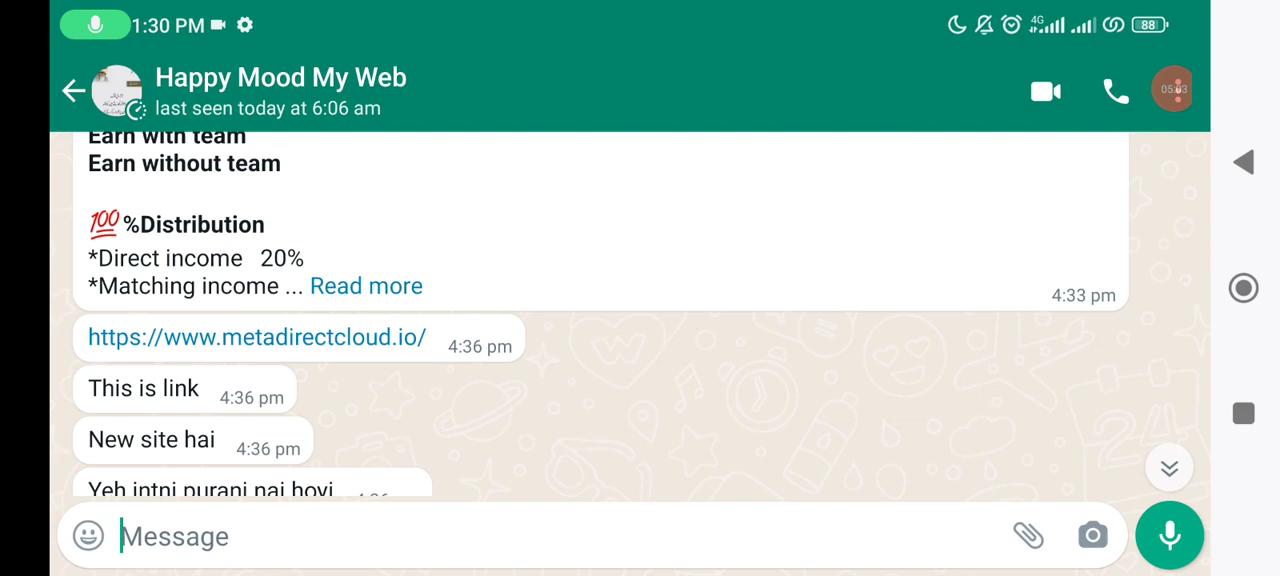 1:30 PM
4G
88
Happy Mood My Web
last seen today at 6:06 am
Earn with team
Earn without team
💯%Distribution
*Direct income 20%
*Matching income ... Read more
4:33 pm
https://www.metadirectcloud.io/ 4:36 pm
This is link 4:36 pm
New site hai 4:36 pm
Yeh intni purani nai hovi
Message